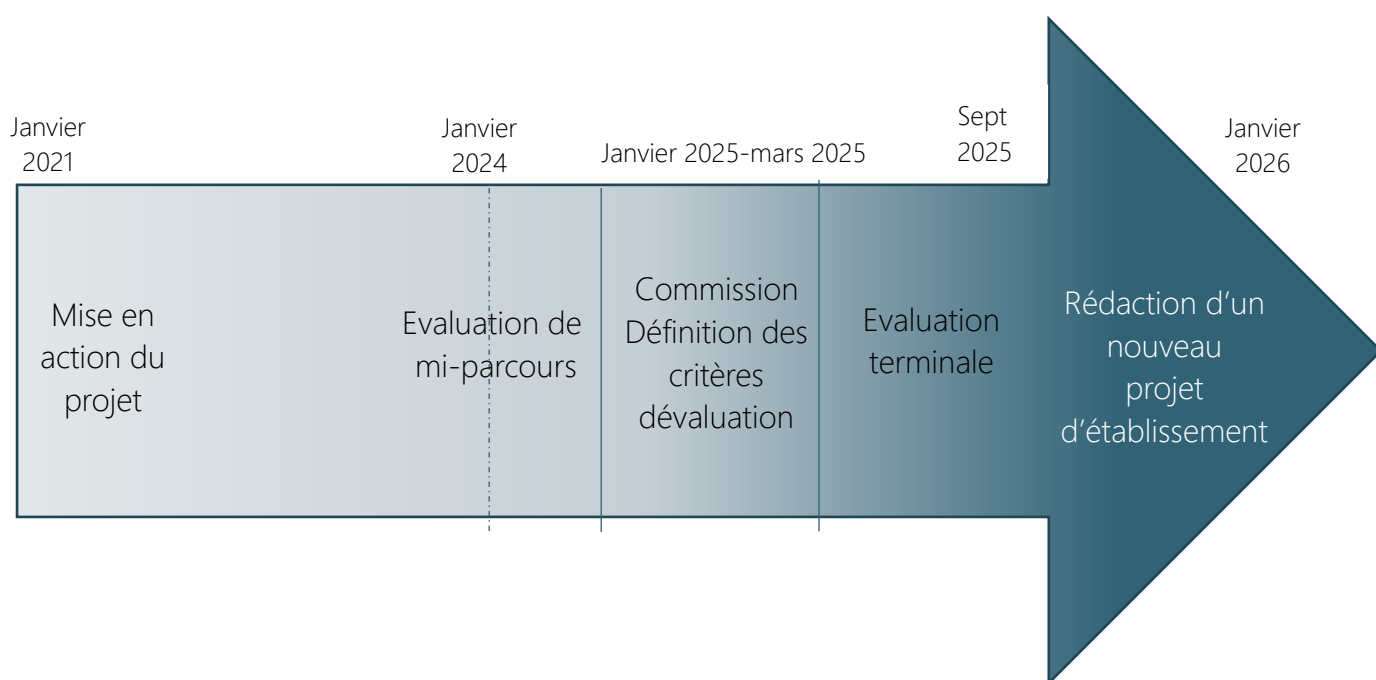 Janvier
2021
Janvier
2024
Janvier 2025-mars 2025
Sept
2025
Janvier
2026
Mise en
action du
projet
Evaluation de
mi-parcours
Commission
Définition des
critères
dévaluation
Evaluation
terminale
Rédaction d’un
nouveau
projet
d’établissement